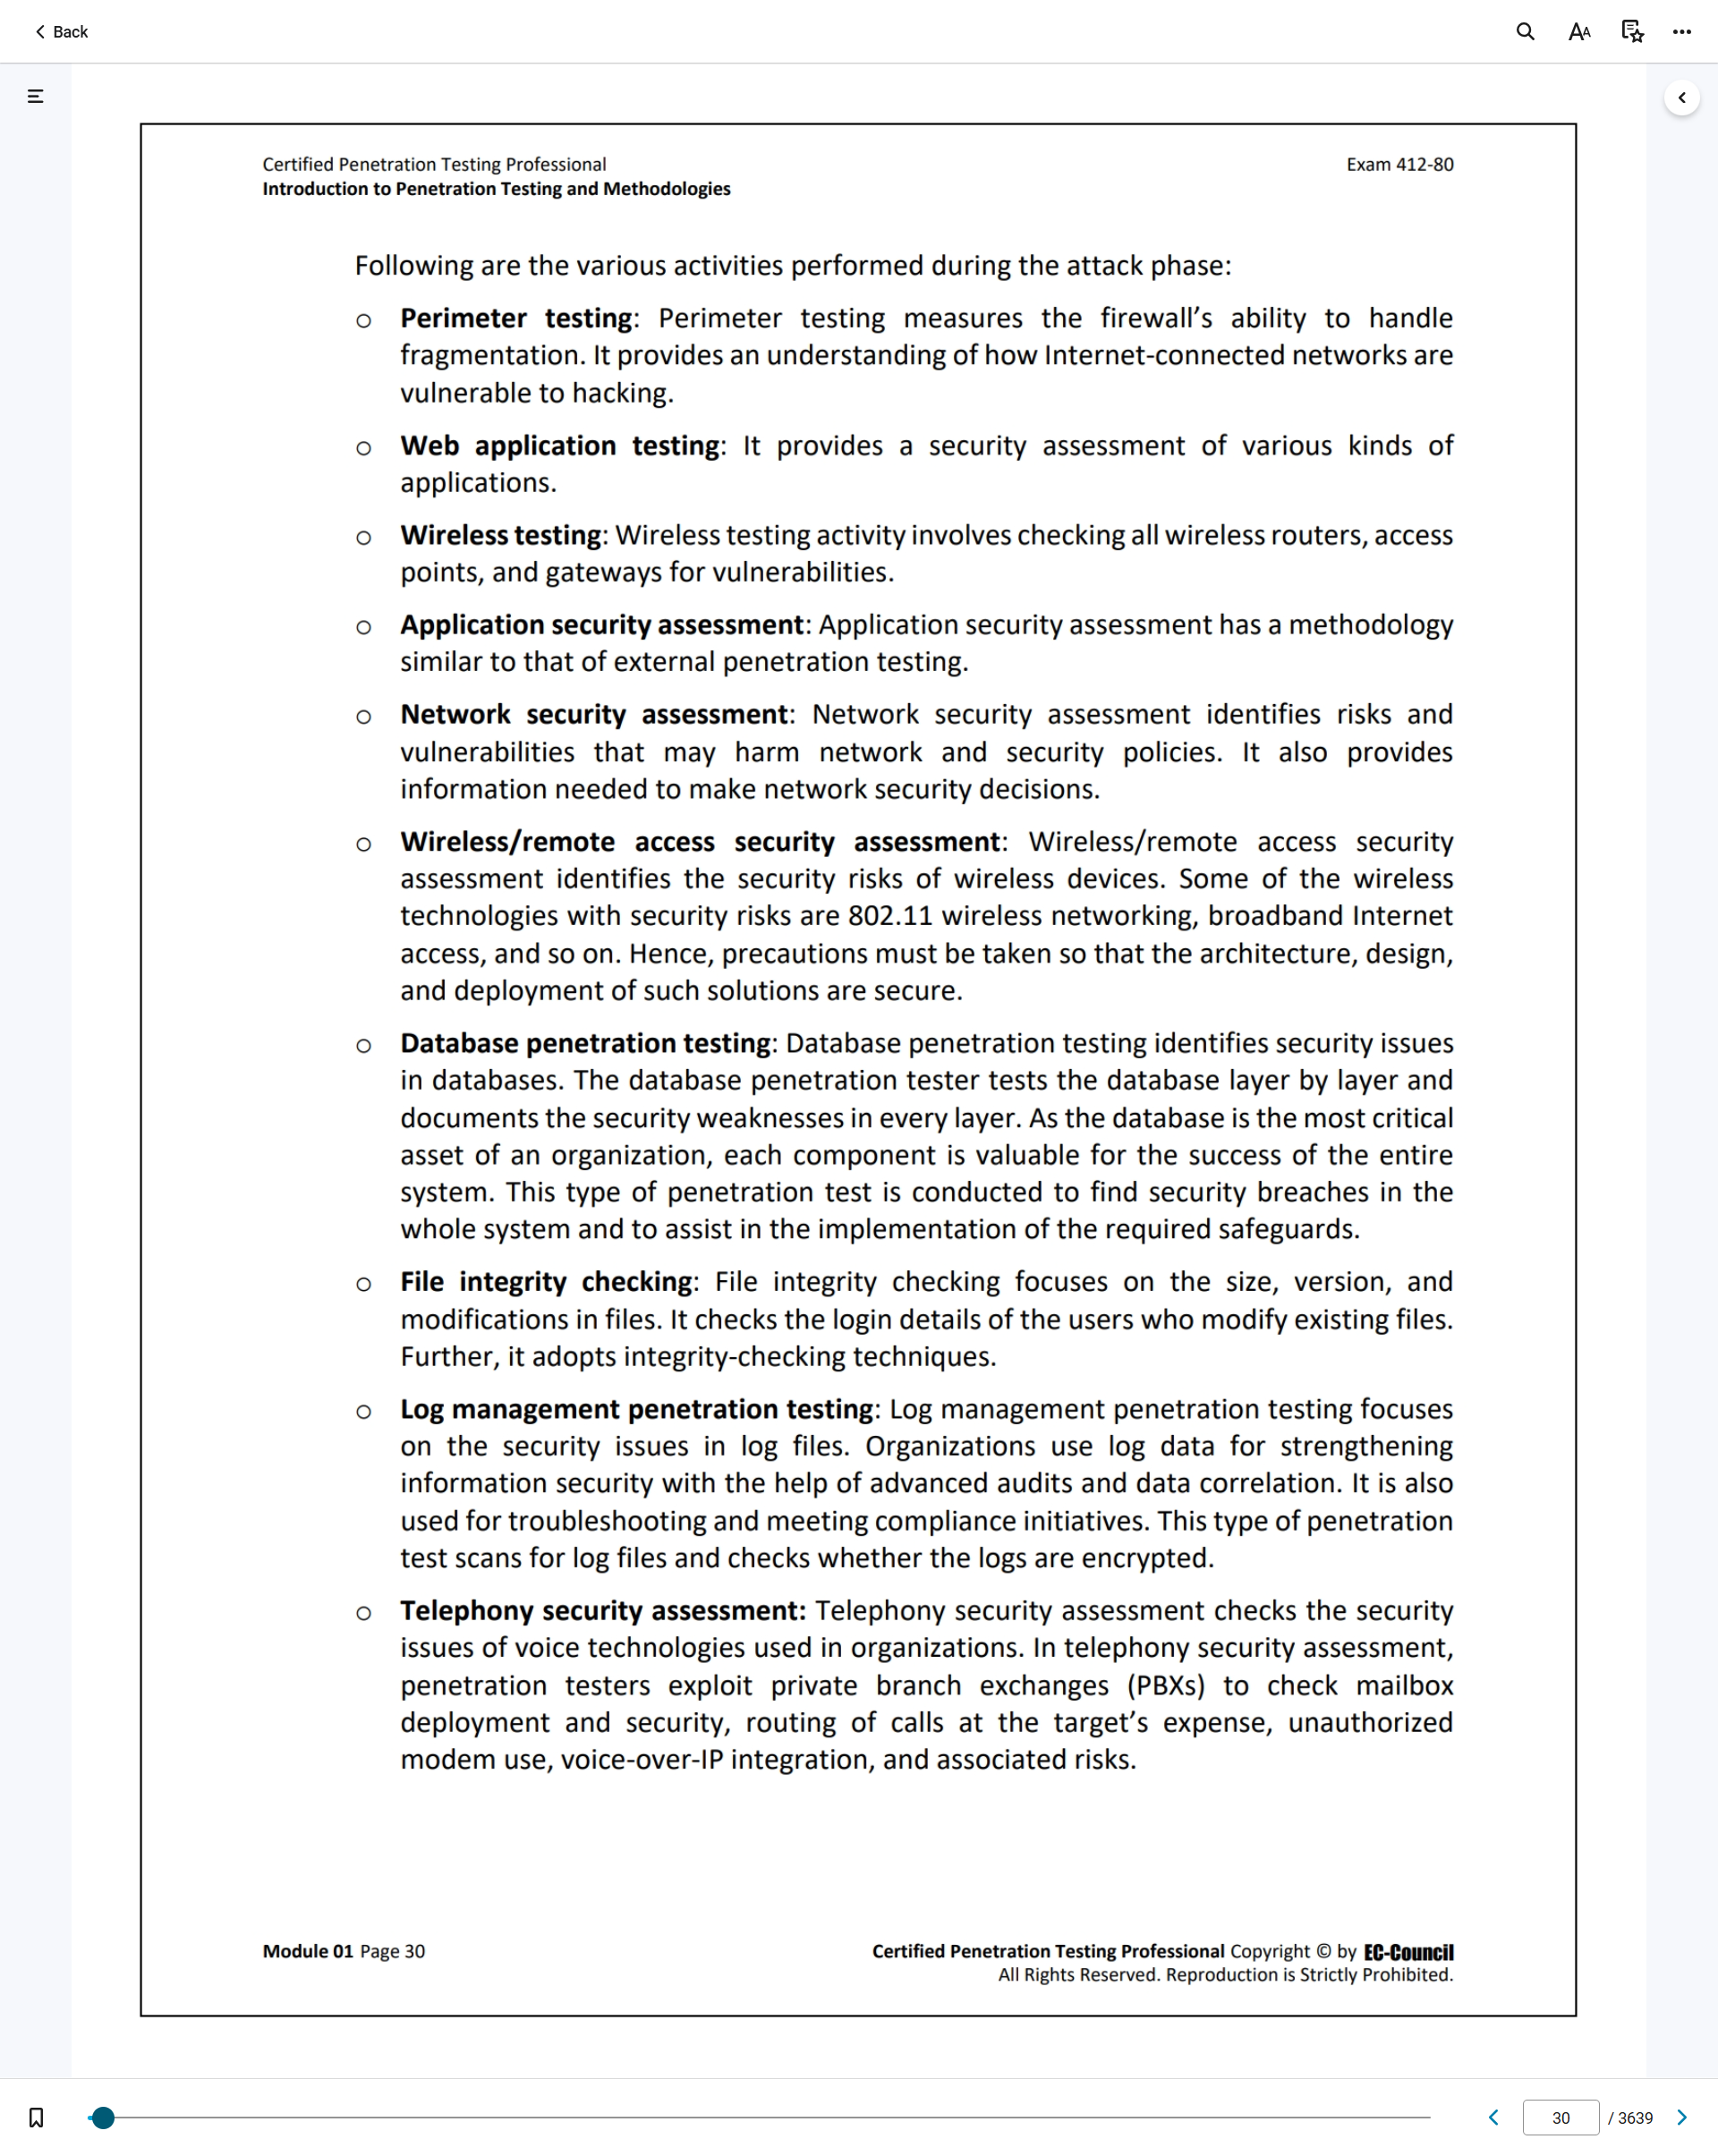 Back
Certified Penetration Testing Professional
Exam 412-80
Introduction to Penetration Testing and Methodologies
Following are the various activities performed during the attack phase:
o Perimeter testing: Perimeter testing measures the firewall’s ability to handle
fragmentation. It provides an understanding of how Internet-connected networks are
vulnerable to hacking.
o Web application testing: It provides a security assessment of various kinds of
applications.
o Wireless testing: Wireless testing activity involves checking all wireless routers, access
points, and gateways for vulnerabilities.
o Application security assessment: Application security assessment has a methodology
similar to that of external penetration testing.
o Network security assessment: Network security assessment identifies risks and
vulnerabilities that may harm network and security policies. It also provides
information needed to make network security decisions.
o Wireless/remote access security assessment: Wireless/remote access security
assessment identifies the security risks of wireless devices. Some of the wireless
technologies with security risks are 802.11 wireless networking, broadband Internet
access, and so on. Hence, precautions must be taken so that the architecture, design,
and deployment of such solutions are secure.
o Database penetration testing: Database penetration testing identifies security issues
in databases. The database penetration tester tests the database layer by layer and
documents the security weaknesses in every layer. As the database is the most critical
asset of an organization, each component is valuable for the success of the entire
system. This type of penetration test is conducted to find security breaches in the
whole system and to assist in the implementation of the required safeguards.
o File integrity checking: File integrity checking focuses on the size, version, and
modifications in files. It checks the login details of the users who modify existing files.
Further, it adopts integrity-checking techniques.
o Log management penetration testing: Log management penetration testing focuses
on the security issues in log files. Organizations use log data for strengthening
information security with the help of advanced audits and data correlation. It is also
used for troubleshooting and meeting compliance initiatives. This type of penetration
test scans for log files and checks whether the logs are encrypted.
o Telephony security assessment: Telephony security assessment checks the security
issues of voice technologies used in organizations. In telephony security assessment,
penetration testers exploit private branch exchanges (PBXs) to check mailbox
deployment and security, routing of calls at the target’s expense, unauthorized
modem use, voice-over-IP integration, and associated risks.
Module 01 Page 30
Certified Penetration Testing Professional Copyright © by EC-Council
All Rights Reserved. Reproduction is Strictly Prohibited.
30 / 3639